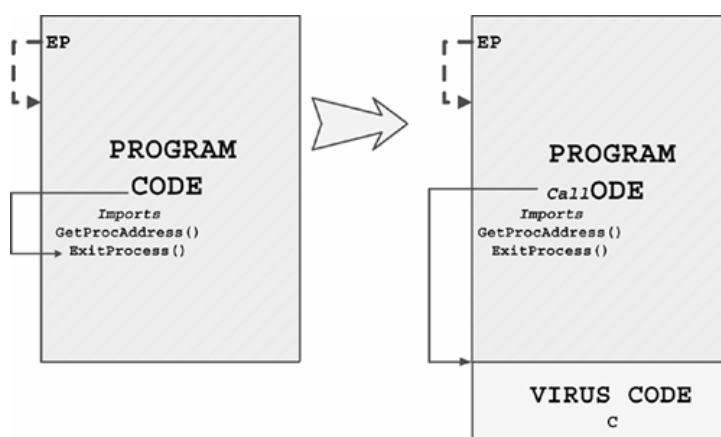 EP
PROGRAM
CODE
Imports
GetProcAddress()
ExitProcess()
EP
PROGRAM
CallODE
Imports
GetProcAddress()
ExitProcess()
VIRUS CODE
C